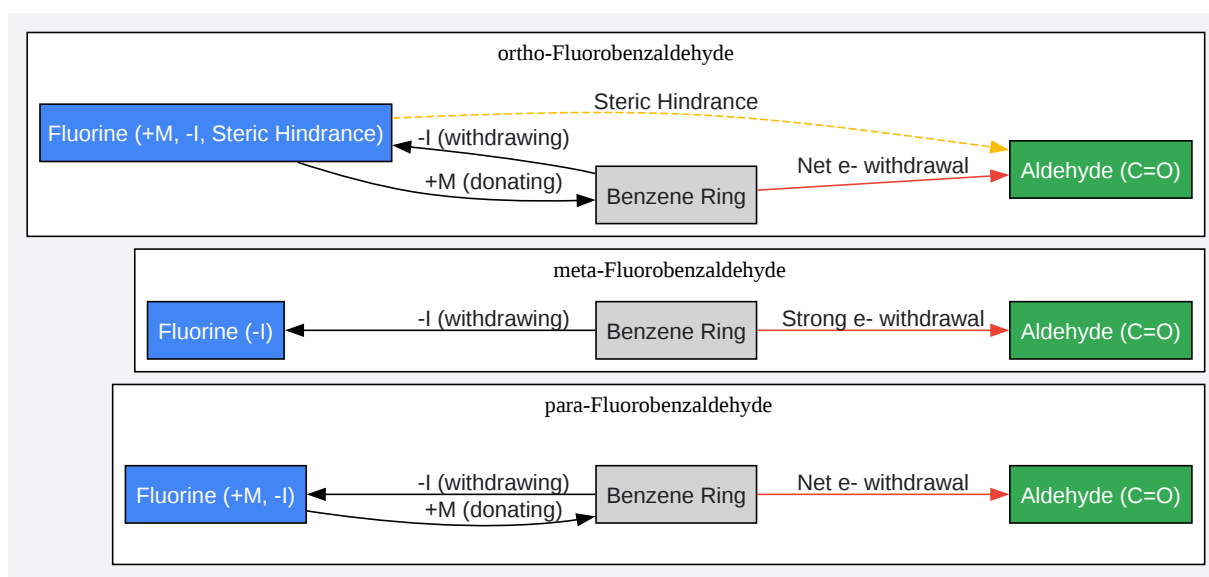 ortho-Fluorobenzaldehyde
Steric Hindrance
Fluorine (+M, -I, Steric Hindrance)
-I (withdrawing)
+M (donating)
Benzene Ring
Net e- withdrawal
Aldehyde (C=O)
meta-Fluorobenzaldehyde
Fluorine (-I)
-I (withdrawing)
Benzene Ring
Strong e- withdrawal
Aldehyde (C=O)
para-Fluorobenzaldehyde
Fluorine (+M, -I)
-I (withdrawing)
+M (donating)
Benzene Ring
Net e- withdrawal
Aldehyde (C=O)